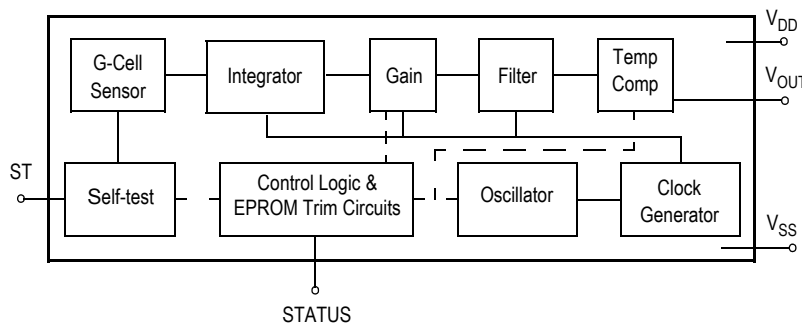 V_DD
G-Cell
Sensor
Integrator
Gain
Filter
Temp
Comp
V_OUT
ST
Self-test
Control Logic &
EPROM Trim Circuits
Oscillator
Clock
Generator
V_SS
STATUS